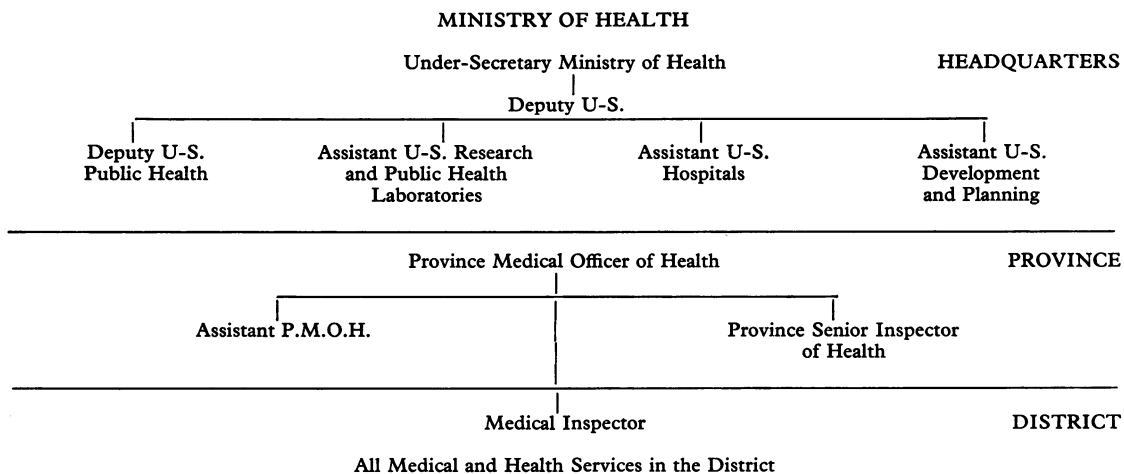 MINISTRY OF HEALTH
Under-Secretary Ministry of Health
HEADQUARTERS
Deputy U-S.
Deputy U-S.
Public Health
Assistant U-S. Research
and Public Health
Laboratories
Assistant U-S.
Hospitals
Assistant U-S.
Development
and Planning
Province Medical Officer of Health
PROVINCE
Assistant P.M.O.H.
Province Senior Inspector
of Health
Medical Inspector
DISTRICT
All Medical and Health Services in the District